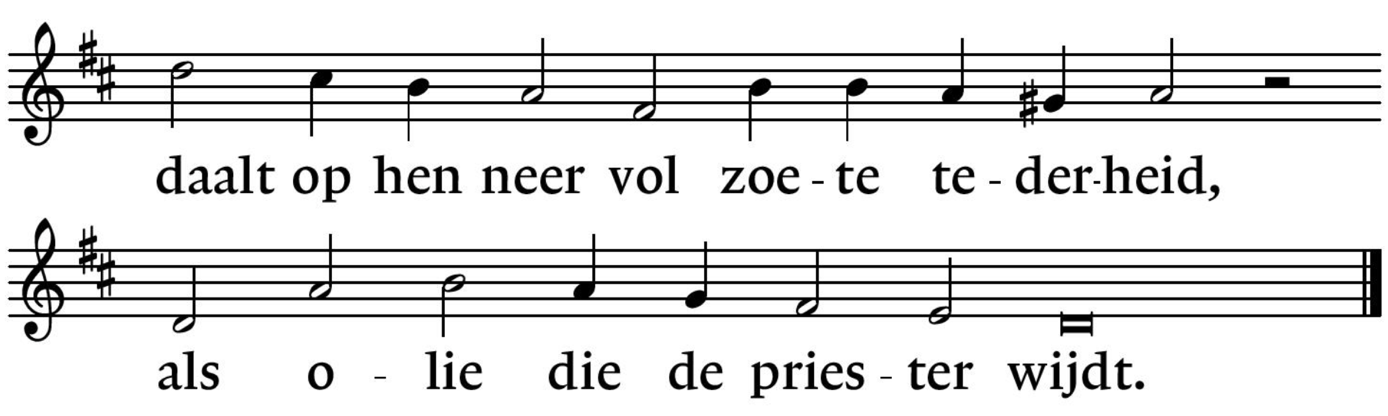 daalt op hen neer vol zoe - te te - der-heid,
als o - lie die de pries - ter wijdt.